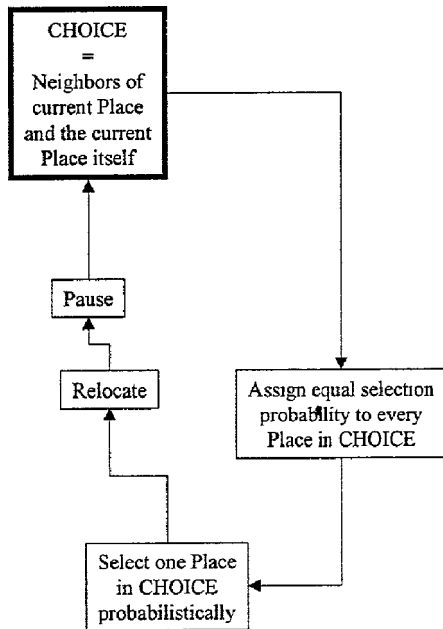 CHOICE
=
Neighbors of
current Place
and the current
Place itself
Pause
Relocate
Assign equal selection
probability to every
Place in CHOICE
Select one Place
in CHOICE
probabilistically